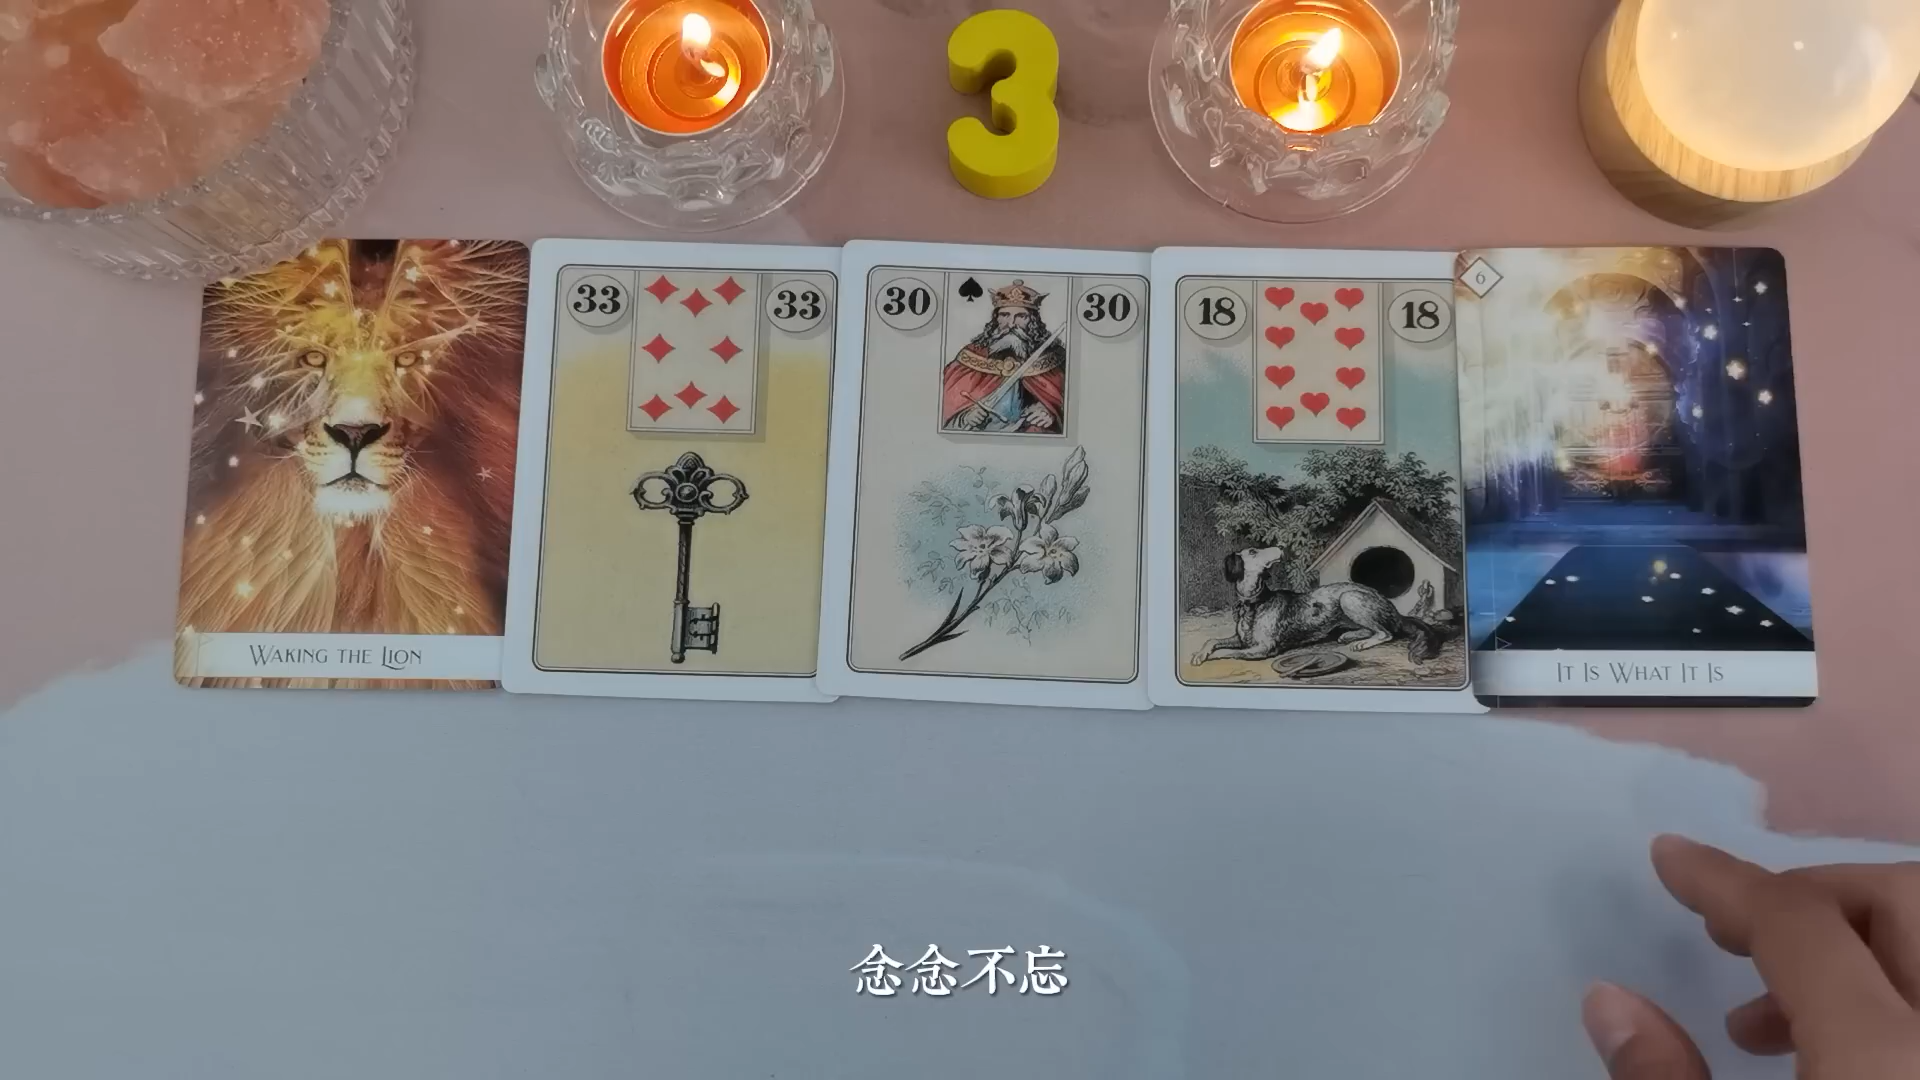 3
33 33
30 30
18 18
6
WAKING THE LION
IT IS WHAT IT IS
念念不忘